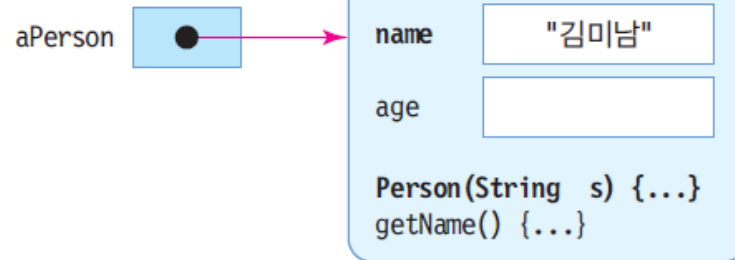 aPerson
name "김미남"
age
Person(String s) {...}
getName() {...}